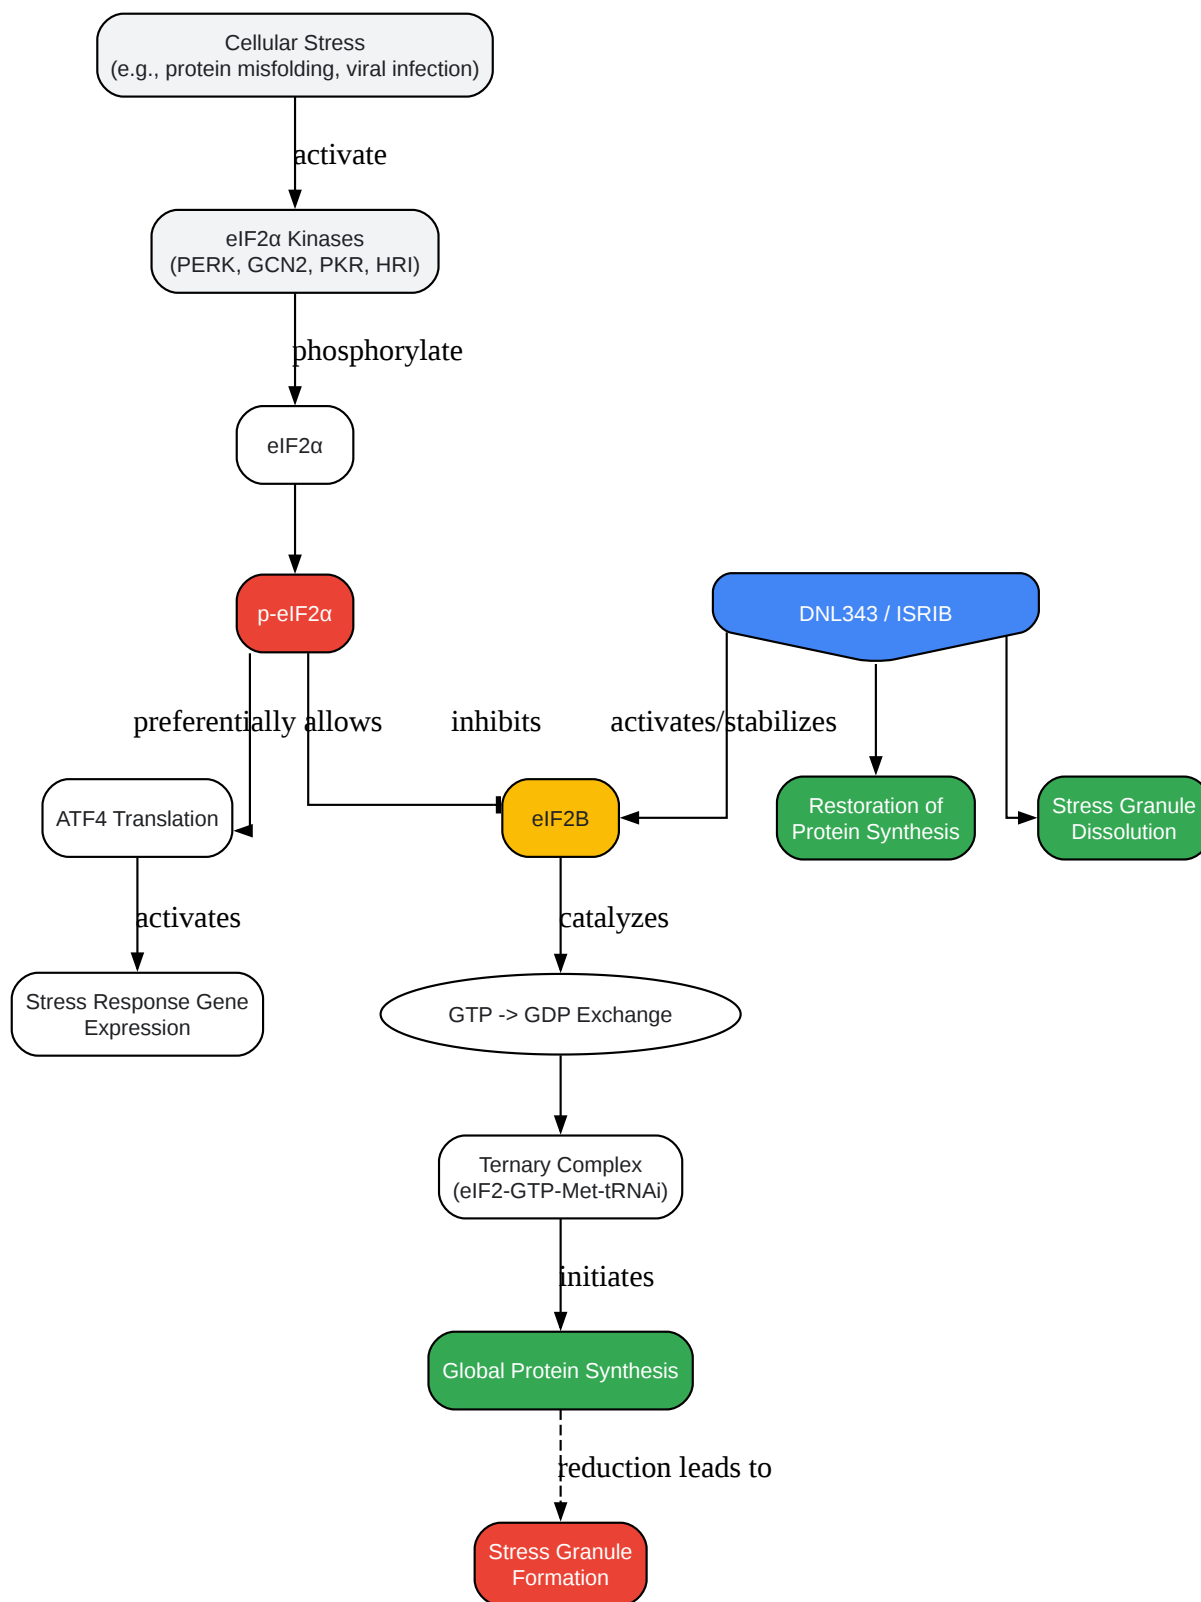 Cellular Stress
(e.g., protein misfolding, viral infection)
activate
eIF2α Kinases
(PERK, GCN2, PKR, HRI)
phosphorylate
eIF2α
p-eIF2α
DNL343 / ISRIB
preferentially allows
inhibits
activates/stabilizes
ATF4 Translation
eIF2B
Restoration of
Protein Synthesis
Stress Granule
Dissolution
activates
catalyzes
Stress Response Gene
Expression
GTP -> GDP Exchange
Ternary Complex
(eIF2-GTP-Met-tRNAi)
initiates
Global Protein Synthesis
reduction leads to
Stress Granule
Formation